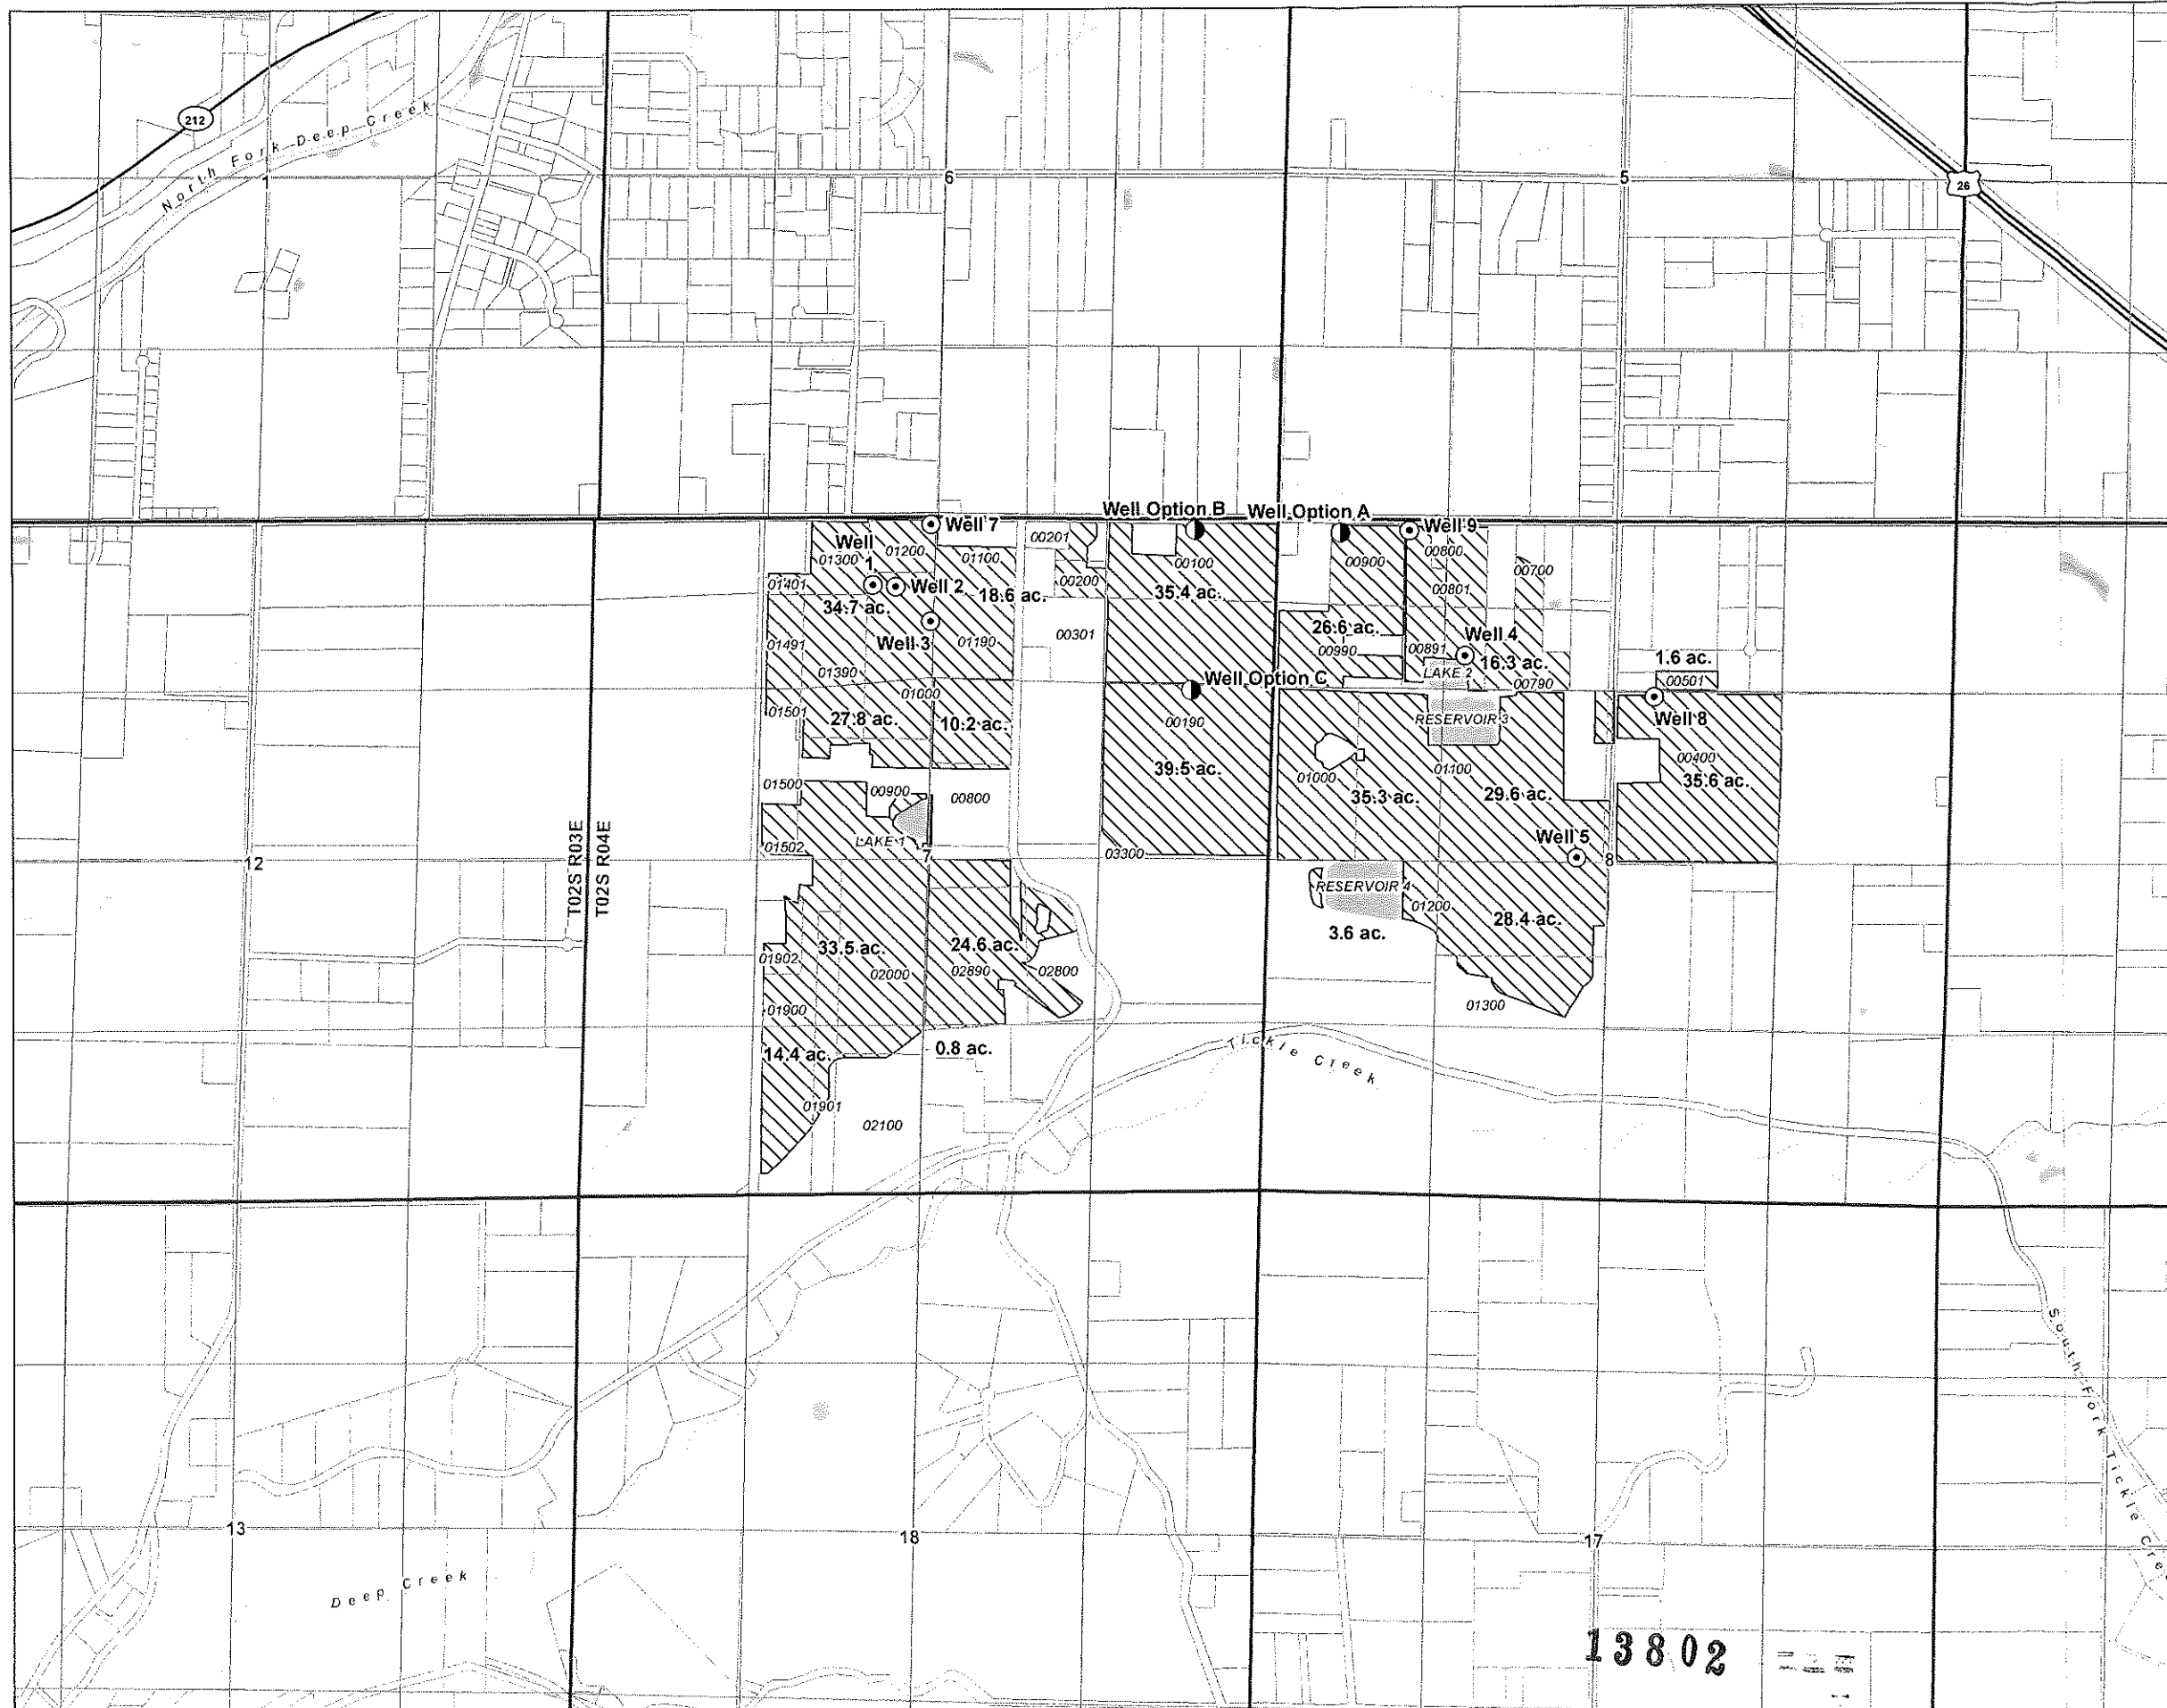 212
North Fork Deep Creek
1
6
5
26
Well Option B
Well Option A
Well 7
Well 9
Well
1
01300
01200
01100
00201
00100
00900
00800
00700
01401
Well 2
00200
00801
34.7 ac.
18.6 ac.
35.4 ac.
26.6 ac.
Well 3
01190
00301
Well 4
01491
00990
00891
16.3 ac.
1.6 ac.
01390
01000
Well Option C
LAKE 2
00790
00501
01501
27.8 ac.
10.2 ac.
00190
RESERVOIR 3
Well 8
00400
39.5 ac.
01000
01100
35.6 ac.
01500
00900
00800
35.3 ac.
29.6 ac.
T02S R03E
T02S R04E
12
01502
LAKE 1
7
03300
Well 5
8
RESERVOIR 4
01200
3.6 ac.
28.4 ac.
33.5 ac.
24.6 ac.
01902
02000
02890
02800
01900
01300
14.4 ac.
0.8 ac.
Tickle Creek
01901
02100
South Fork Tickle Cree
13
18
17
Deep Creek
13802